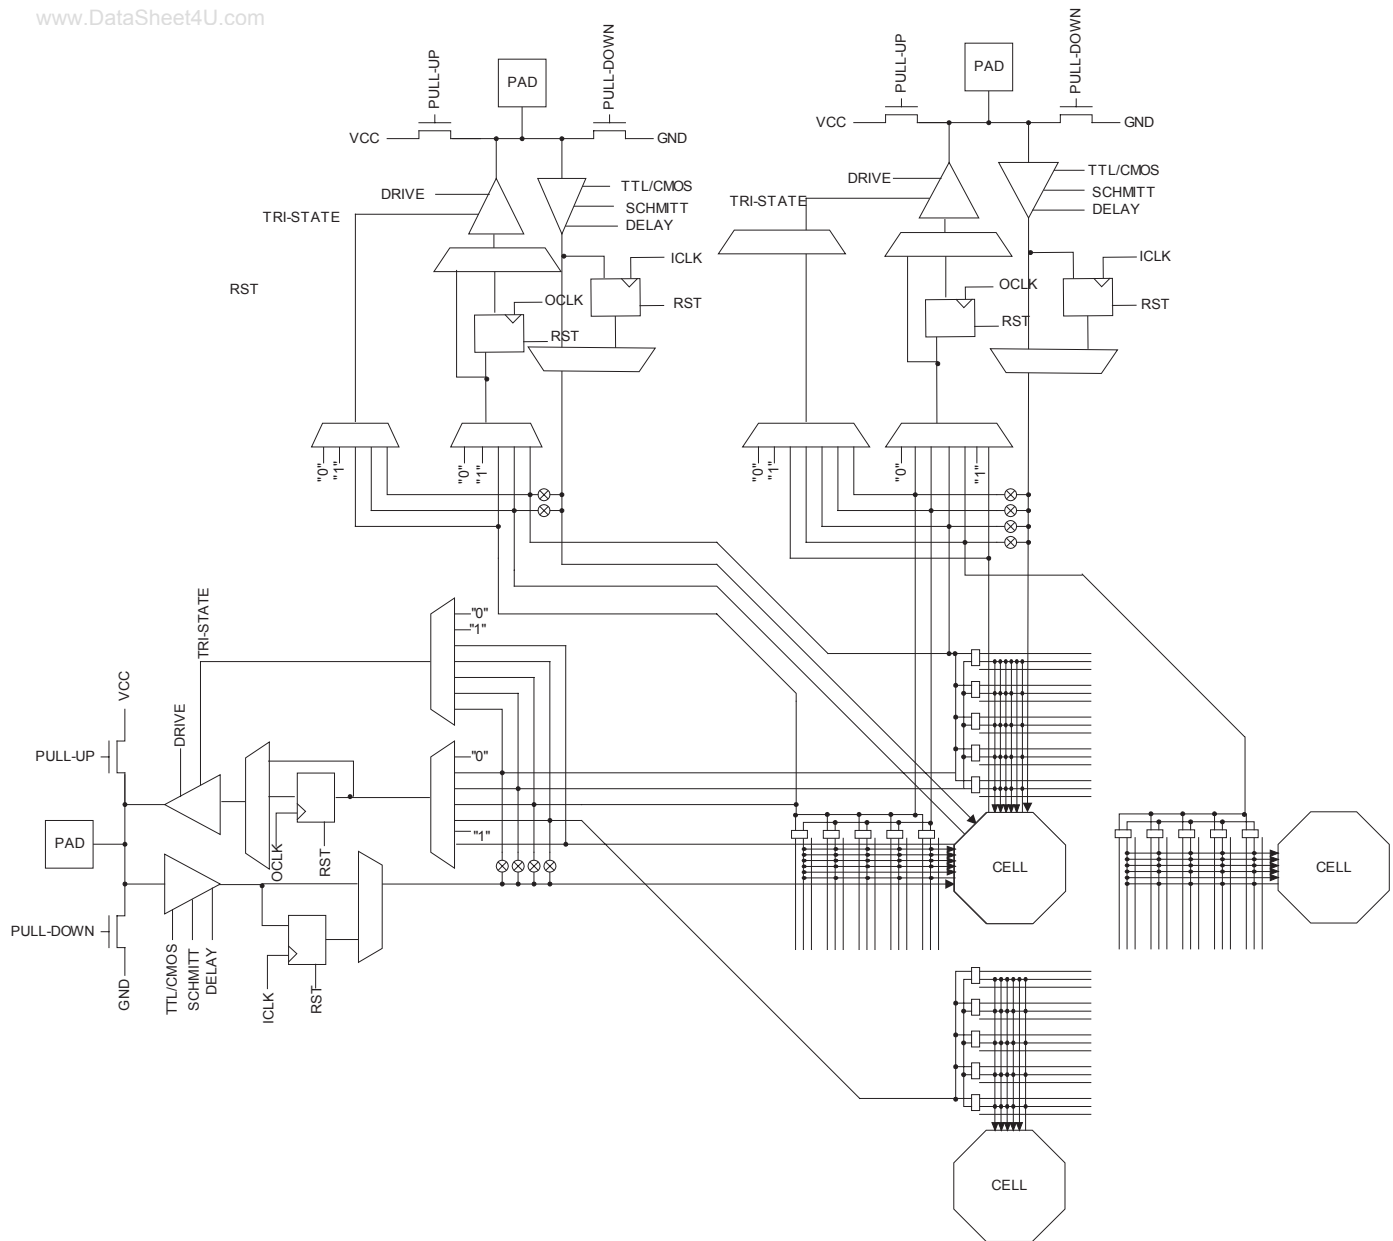 www.DataSheet4U.com
PULL-UP
PAD
PULL-DOWN
VCC
GND
DRIVE
TTL/CMOS
SCHMITT
DELAY
TRI-STATE
ICLK
RST
OCLK
RST
RST
"0"
"1"
"0"
"1"
PULL-UP
PAD
PULL-DOWN
VCC
GND
DRIVE
TTL/CMOS
SCHMITT
DELAY
TRI-STATE
ICLK
OCLK
RST
RST
"0"
"1"
"0"
"1"
TRI-STATE
"0"
"1"
VCC
DRIVE
PULL-UP
"0"
"1"
PAD
OCLK
RST
PULL-DOWN
GND
TTL/CMOS
SCHMITT
DELAY
ICLK
RST
CELL
CELL
CELL